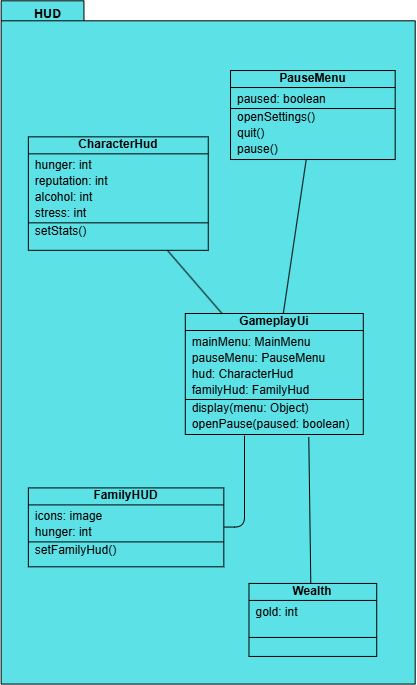 HUD
PauseMenu
paused: boolean
openSettings()
quit()
pause()
CharacterHud
hunger: int
reputation: int
alcohol: int
stress: int
setStats()
GameplayUi
mainMenu: MainMenu
pauseMenu: PauseMenu
hud: CharacterHud
familyHud: FamilyHud
display(menu: Object)
openPause(paused: boolean)
FamilyHUD
icons: image
hunger: int
setFamilyHud()
Wealth
gold: int